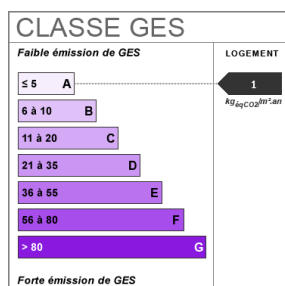 CLASSE GES
Faible émission de GES
LOGEMENT
≤ 5 A
1
kgéqCO2/m².an
6 à 10 B
11 à 20 C
21 à 35 D
36 à 55 E
56 à 80 F
> 80 G
Forte émission de GES